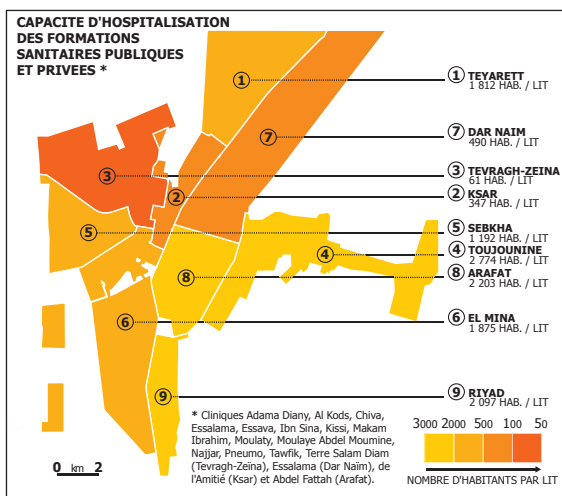 CAPACITE D'HOSPITALISATION
DES FORMATIONS
SANITAIRES PUBLIQUES
ET PRIVEES *
1 TEYARETT
1 812 HAB. / LIT
7 DAR NAIM
490 HAB. / LIT
3 TEVRAGH-ZEINA
61 HAB. / LIT
2 KSAR
347 HAB. / LIT
5 SEBKHA
1 192 HAB. / LIT
4 TOUJOUNINE
2 774 HAB. / LIT
8 ARAFAT
2 203 HAB. / LIT
6 EL MINA
1 875 HAB. / LIT
9 RIYAD
2 097 HAB. / LIT
1
7
3
2
5
4
8
6
9
* Cliniques Adama Diany, Al Kods, Chiva,
Essalama, Essava, Ibn Sina, Kissi, Makam
Ibrahim, Moulaty, Moulaye Abdel Moumine,
Najjar, Pneumo, Tawfik, Terre Salam Diam
(Tevragh-Zeïna), Essalama (Dar Naïm), de
l'Amitié (Ksar) et Abdel Fattah (Arafat).
0 km 2
3000 2000 500 100 50
NOMBRE D'HABITANTS PAR LIT